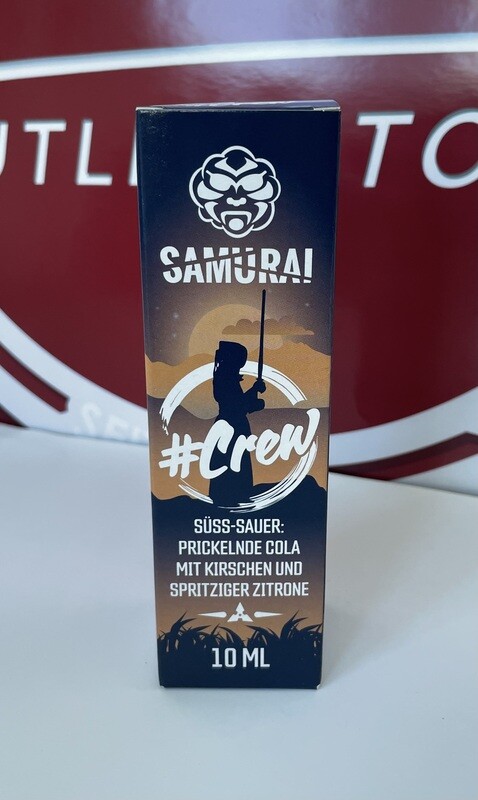 SAMURAI
#Crew
SÜSS-SAUER:
PRICKELNDE COLA
MIT KIRSCHEN UND
SPRITZIGER ZITRONE
10 ML